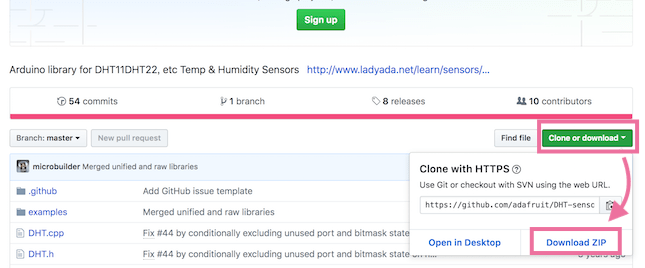 Sign up
Arduino library for DHT11DHT22, etc Temp & Humidity Sensors http://www.ladyada.net/learn/sensors/...
54 commits 1 branch 8 releases 10 contributors
Branch: master New pull request Find file Clone or download
microbuilder Merged unified and raw libraries
Clone with HTTPS
Use Git or checkout with SVN using the web URL.
.github Add GitHub issue template
https://github.com/adafruit/DHT-sensc
examples Merged unified and raw libraries
DHT.cpp Fix #44 by conditionally excluding unused port and bitmask state
Open in Desktop Download ZIP
DHT.h Fix #44 by conditionally excluding unused port and bitmask state on
years ago